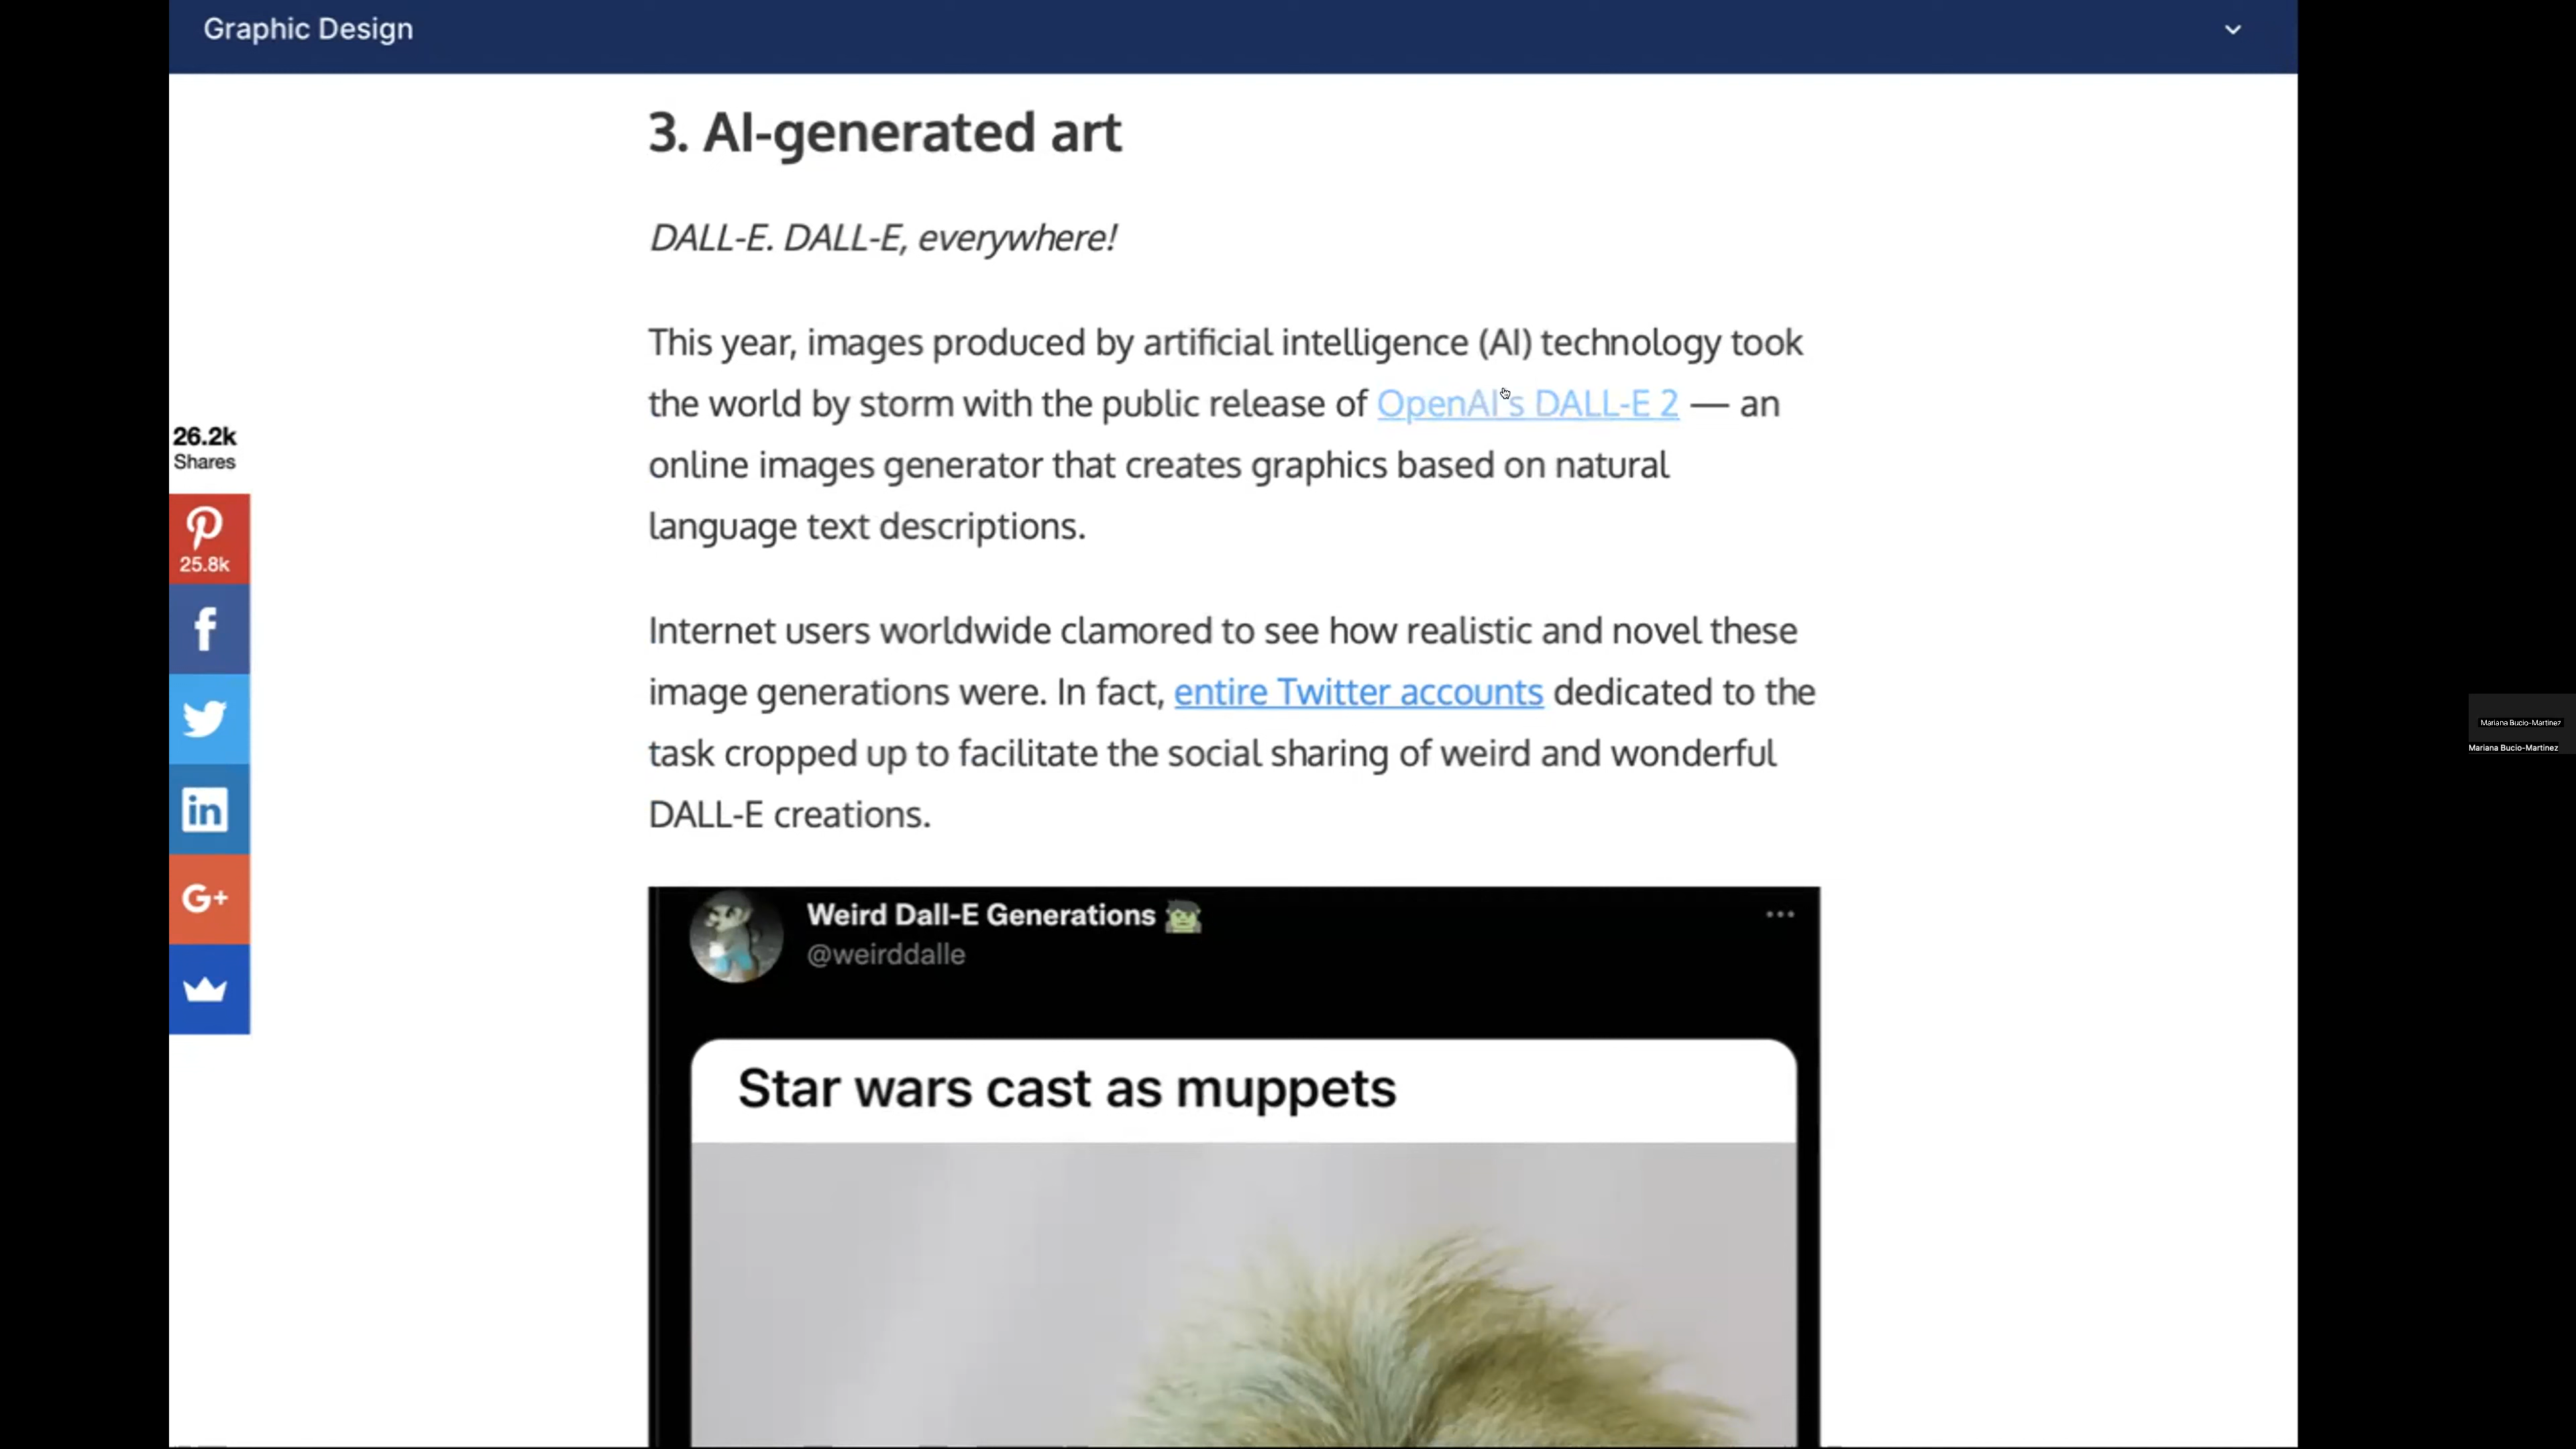 Graphic Design
3. AI-generated art
DALL-E. DALL-E, everywhere!
This year, images produced by artificial intelligence (AI) technology took
the world by storm with the public release of OpenAI's DALL-E 2 — an
online images generator that creates graphics based on natural
language text descriptions.
26.2k
Shares
25.8k
Internet users worldwide clamored to see how realistic and novel these
image generations were. In fact, entire Twitter accounts dedicated to the
task cropped up to facilitate the social sharing of weird and wonderful
DALL-E creations.
in
G+
Weird Dall-E Generations
@weirddalle
Star wars cast as muppets
Mariana Bucio-Martinez
Mariana Bucio-Martinez